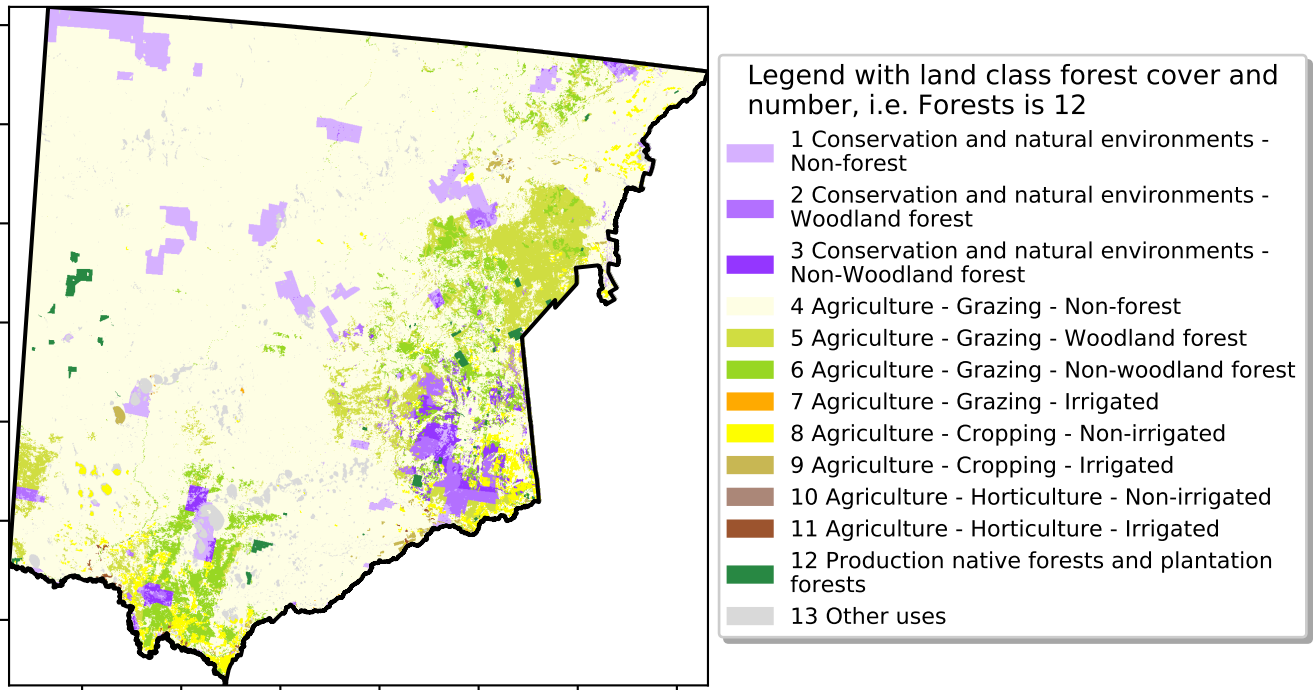 Legend with land class forest cover and
number, i.e. Forests is 12
1 Conservation and natural environments -
Non-forest
2 Conservation and natural environments -
Woodland forest
3 Conservation and natural environments -
Non-Woodland forest
4 Agriculture - Grazing - Non-forest
5 Agriculture - Grazing - Woodland forest
6 Agriculture - Grazing - Non-woodland forest
7 Agriculture - Grazing - Irrigated
8 Agriculture - Cropping - Non-irrigated
9 Agriculture - Cropping - Irrigated
10 Agriculture - Horticulture - Non-irrigated
11 Agriculture - Horticulture - Irrigated
12 Production native forests and plantation
forests
13 Other uses